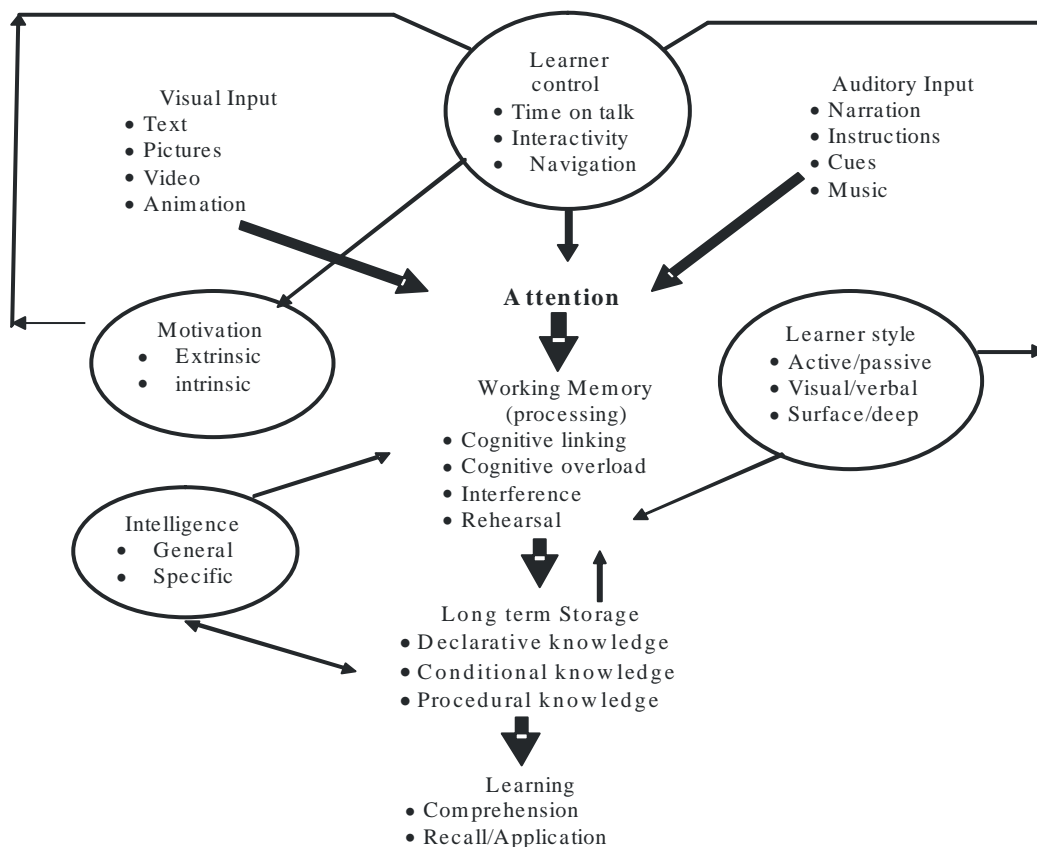 Learner
control
• Time on talk
• Interactivity
• Navigation
Visual Input
• Text
• Pictures
• Video
• Animation
Auditory Input
• Narration
• Instructions
• Cues
• Music
Attention
Motivation
• Extrinsic
• intrinsic
Learner style
• Active/passive
• Visual/verbal
• Surface/deep
Working Memory
(processing)
• Cognitive linking
• Cognitive overload
• Interference
• Rehearsal
Intelligence
• General
• Specific
Long term Storage
• Declarative knowledge
• Conditional knowledge
• Procedural knowledge
Learning
• Comprehension
• Recall/Application